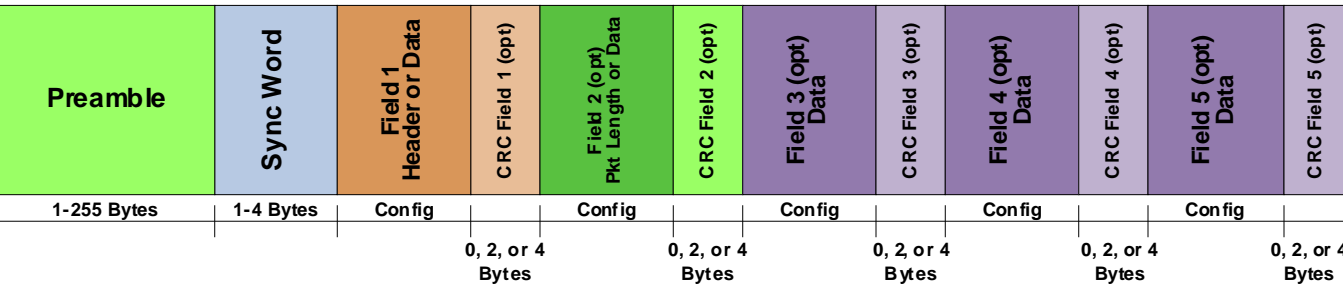 Preamble
Sync Word
Field 1
Header or Data
CRC Field 1 (opt)
Field 2 (opt)
Pkt Length or Data
CRC Field 2 (opt)
Field 3 (opt)
Data
CRC Field 3 (opt)
Field 4 (opt)
Data
CRC Field 4 (opt)
Field 5 (opt)
Data
CRC Field 5 (opt)
1-255 Bytes
1-4 Bytes
Config
Config
Config
Config
Config
0, 2, or 4
Bytes
0, 2, or 4
Bytes
0, 2, or 4
Bytes
0, 2, or 4
Bytes
0, 2, or 4
Bytes